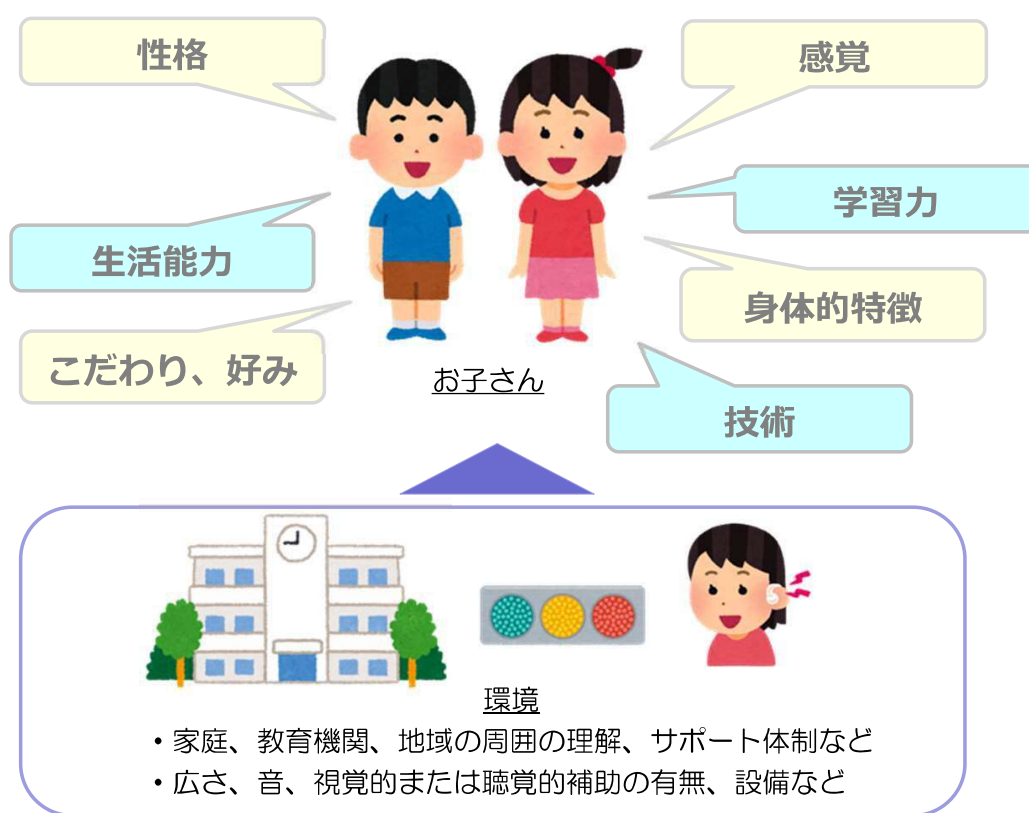 性格
感覚
学習力
生活能力
身体的特徴
こだわり、好み
お子さん
技術
環境
・家庭、教育機関、地域の周囲の理解、サポート体制など
・広さ、音、視覚的または聴覚的補助の有無、設備など